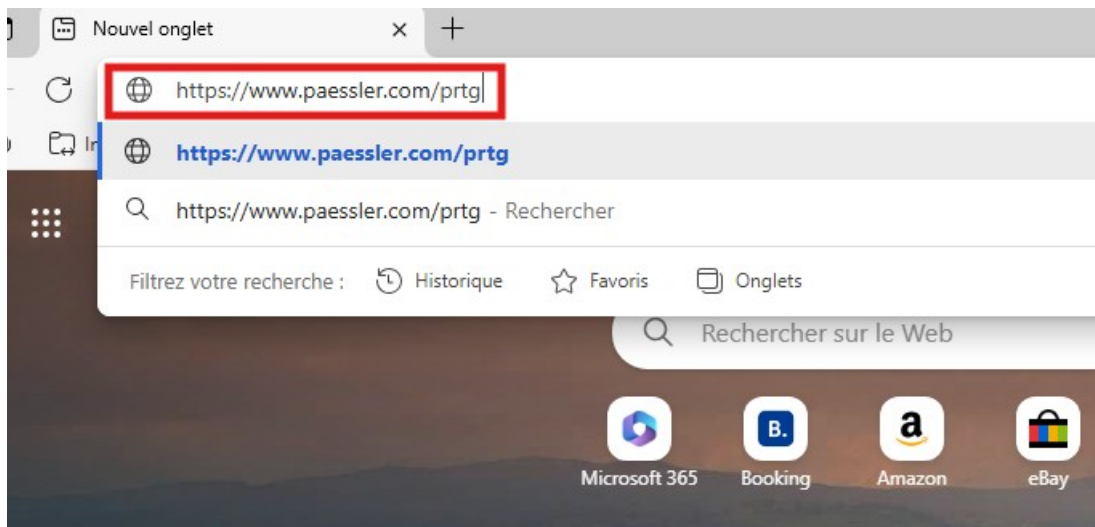 Nouvel onglet
https://www.paessler.com/prtg
https://www.paessler.com/prtg
https://www.paessler.com/prtg - Rechercher
Filtrez votre recherche : Historique Favoris Onglets
Rechercher sur le Web
B. a
Microsoft 365 Booking Amazon eBay